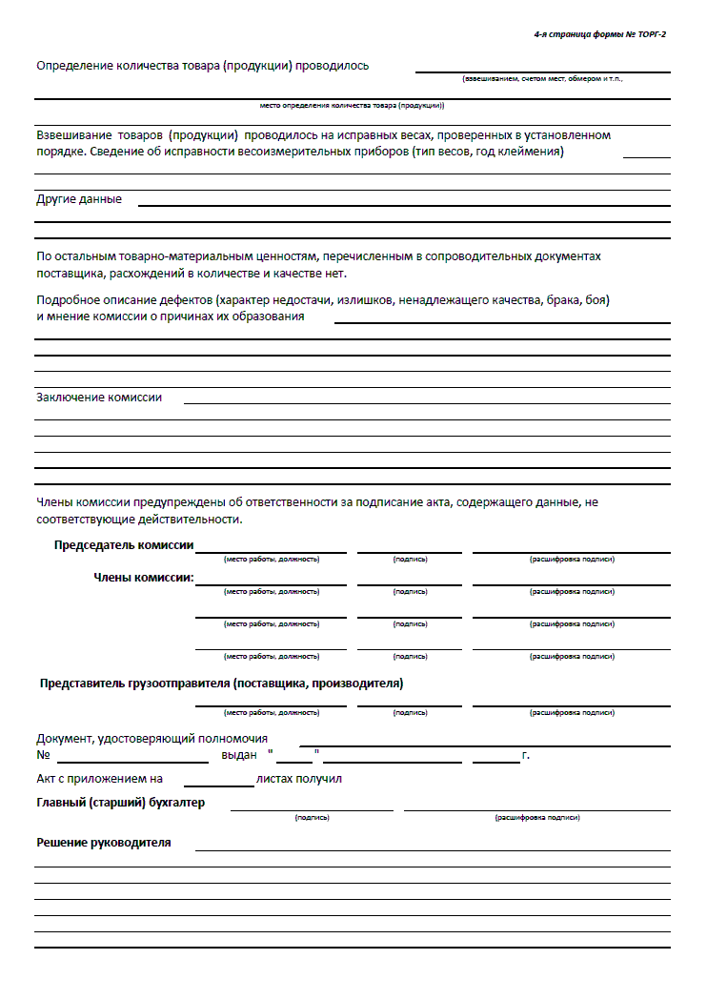 4-я страница формы № ТОРГ-2
Определение количества товара (продукции) проводилось
(взвешиванием, счетом мест, обмером и т.п.,
место определения количества товара (продукции))
Взвешивание товаров (продукции) проводилось на исправных весах, проверенных в установленном
порядке. Сведение об исправности весоизмерительных приборов (тип весов, год клеймения)
Другие данные
По остальным товарно-материальным ценностям, перечисленным в сопроводительных документах
поставщика, расхождений в количестве и качестве нет.
Подробное описание дефектов (характер недостачи, излишков, ненадлежащего качества, брака, боя)
и мнение комиссии о причинах их образования
Заключение комиссии
Члены комиссии предупреждены об ответственности за подписание акта, содержащего данные, не
соответствующие действительности.
Председатель комиссии
(место работы, должность) (подпись) (расшифровка подписи)
Члены комиссии:
(место работы, должность) (подпись) (расшифровка подписи)
(место работы, должность) (подпись) (расшифровка подписи)
(место работы, должность) (подпись) (расшифровка подписи)
Представитель грузоотправителя (поставщика, производителя)
(место работы, должность) (подпись) (расшифровка подписи)
Документ, удостоверяющий полномочия
№ выдан " " г.
Акт с приложением на листах получил
Главный (старший) бухгалтер
(подпись) (расшифровка подписи)
Решение руководителя